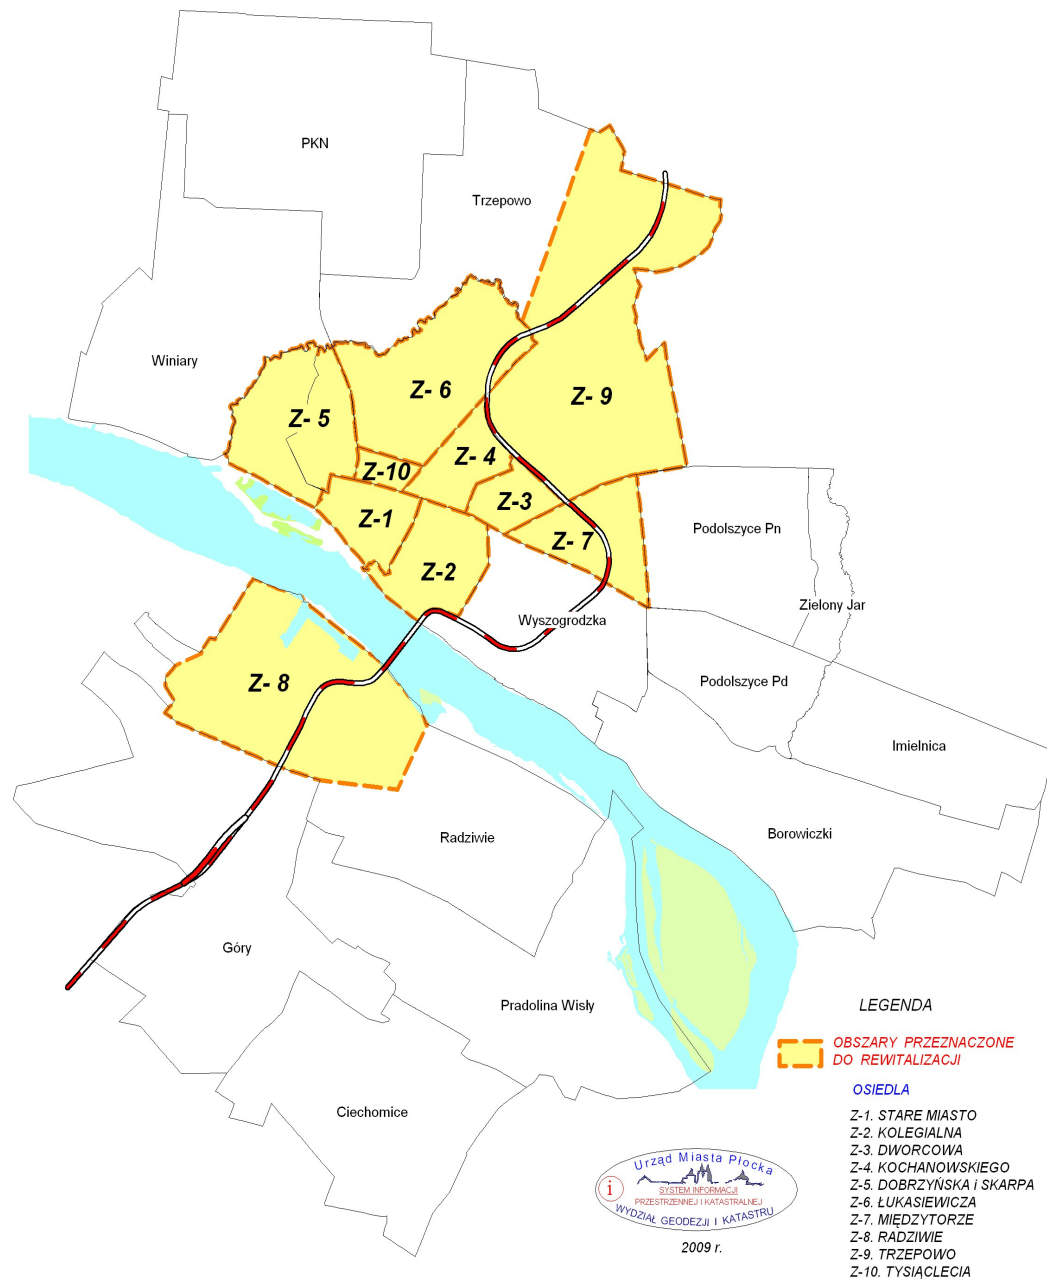 PKN
Trzepowo
Winiary
Z- 6
Z- 9
Z- 5
Z- 4
Z-10
Z-3
Z-1
Z- 7
Podolszyce Pn
Z-2
Zielony Jar
Wyszogrodzka
Z- 8
Podolszyce Pd
Imielnica
Radziwie
Borowiczki
Góry
Pradolina Wisły
Ciechomice
LEGENDA
OBSZARY PRZEZNACZONE
DO REWITALIZACJI
OSIEDLA
Z-1. STARE MIASTO
Z-2. KOLEGIALNA
Z-3. DWORCOWA
Z-4. KOCHANOWSKIEGO
Z-5. DOBRZYŃSKA i SKARPA
Z-6. ŁUKASIEWICZA
Z-7. MIĘDZYTORZE
Z-8. RADZIWIE
Z-9. TRZEPOWO
Z-10. TYSIĄCLECIA
Urząd Miasta Płocka
i
SYSTEM INFORMACJI
PRZESTRZENNEJ I KATASTRALNEJ
WYDZIAŁ GEODEZJI I KATASTRU
2009 r.